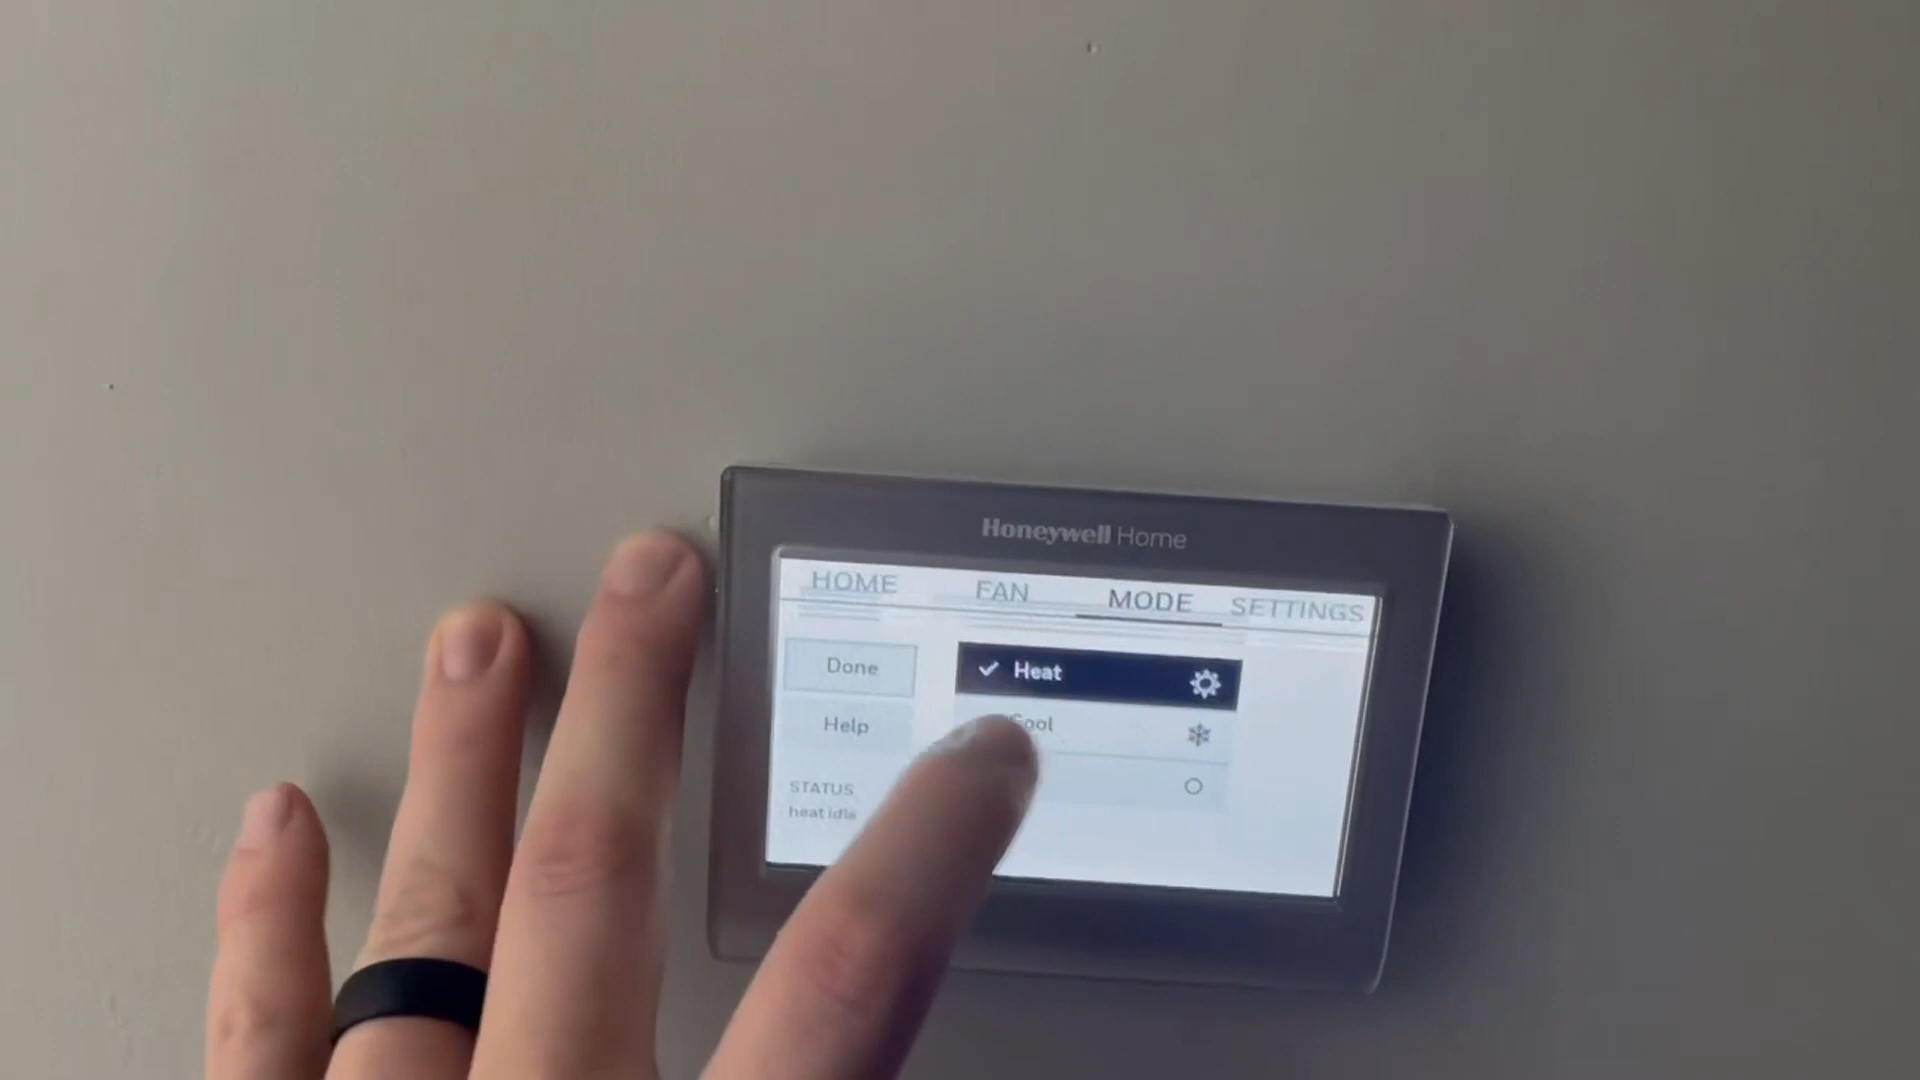 Honeywell Home
HOME FAN MODE SETTINGS
Done
Heat
Help
Cool
STATUS
heat idle